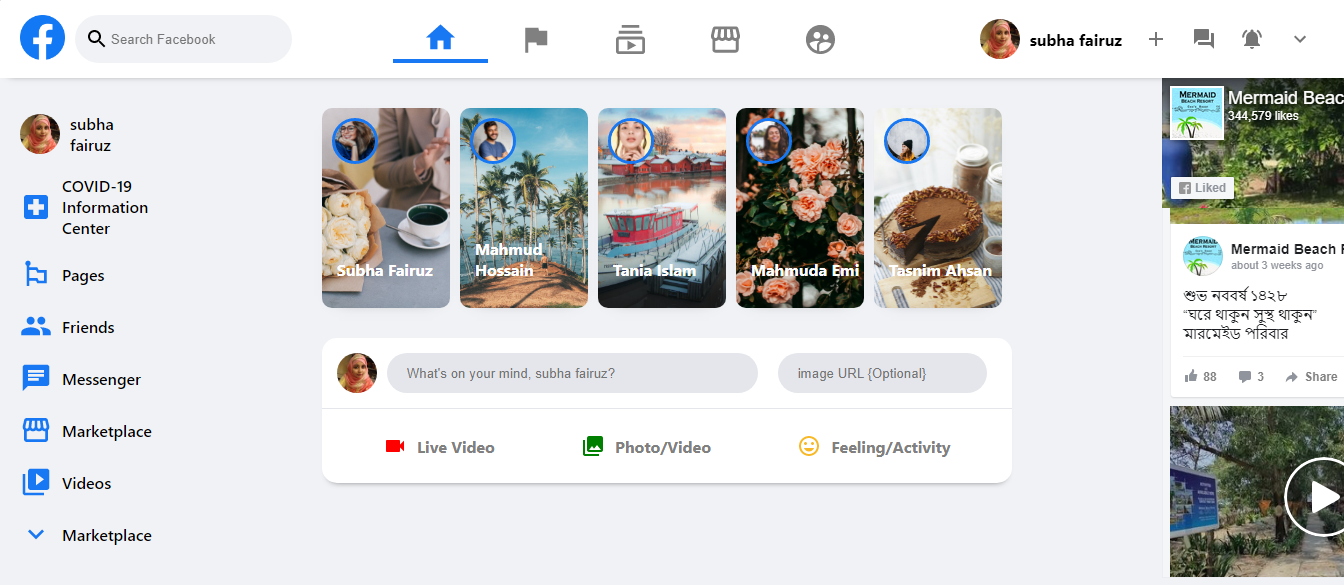 Search Facebook
subha fairuz
subha
fairuz
COVID-19
Information
Center
Pages
Friends
Messenger
Marketplace
Videos
Marketplace
Subha Fairuz
Mahmud
Hossain
Tania Islam
Mahmuda Emi
Tasnim Ahsan
What's on your mind, subha fairuz?
image URL {Optional}
Live Video
Photo/Video
Feeling/Activity
MERMAID
BEACH RESORT
Mermaid Beac
344,579 likes
Liked
MERMAID
BEACH RESORT
Mermaid Beach F
about 3 weeks ago
শুভ নববর্ষ ১৪২৮
“ঘরে থাকুন সুস্থ থাকুন”
মারমেইড পরিবার
88
3
Share